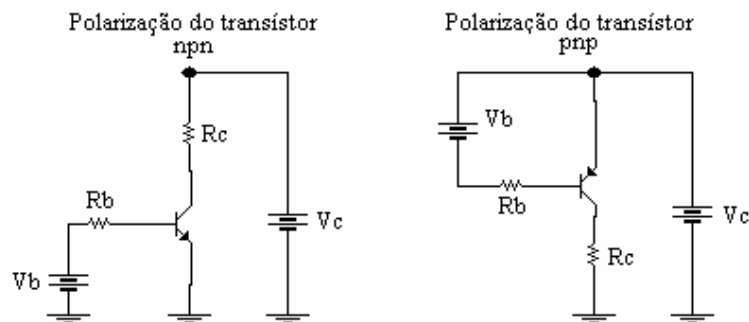 Polarização do transístor
npn
Rc
Rb
Vb
Vc
Polarização do transístor
pnp
Vb
Rb
Rc
Vc